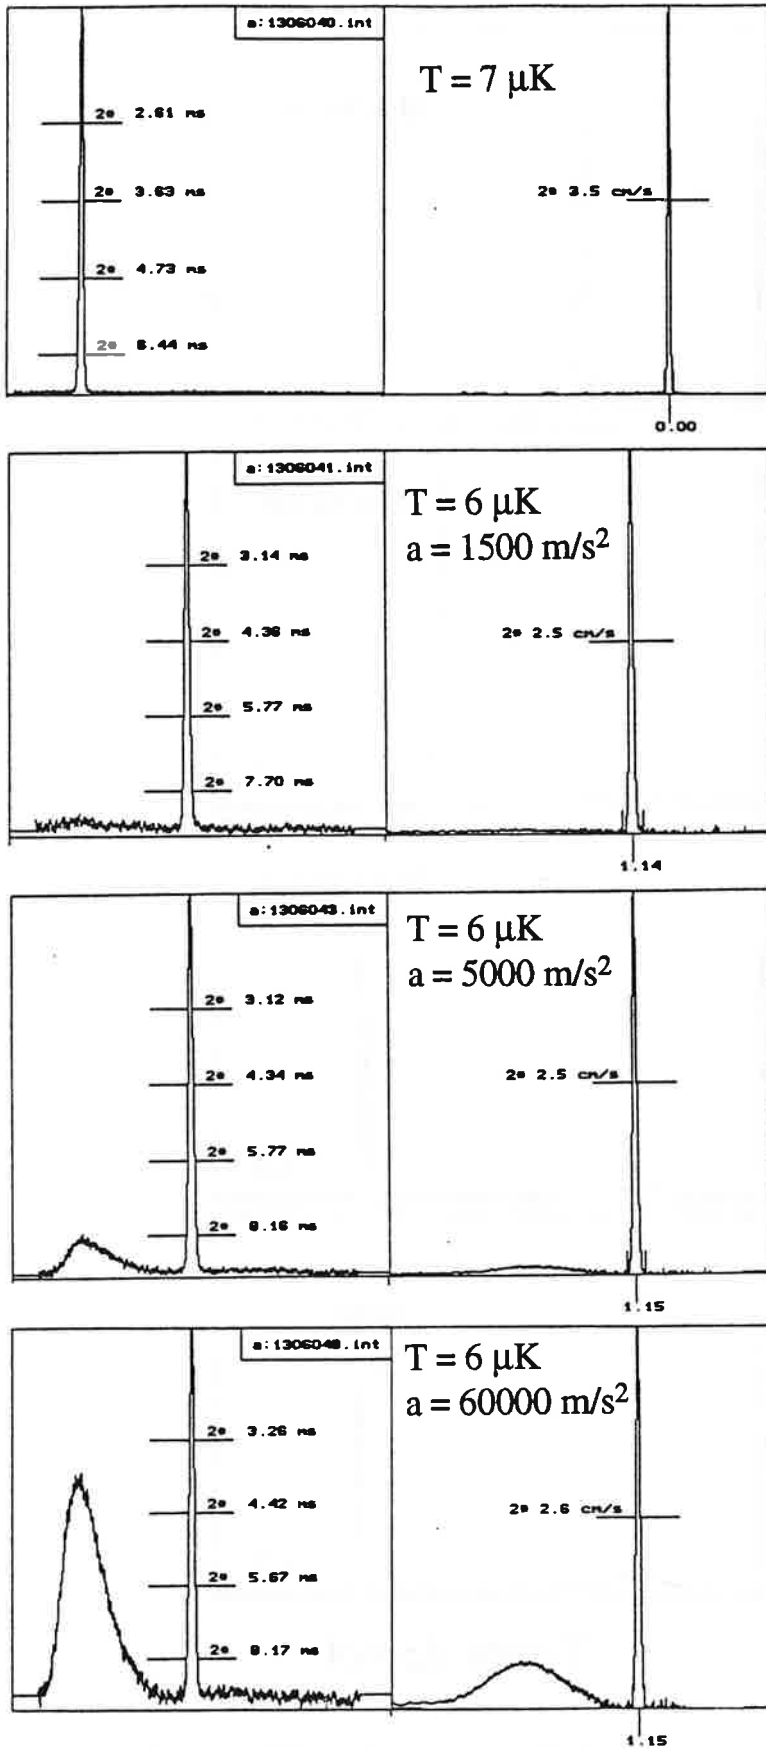 a:1306040.int
T = 7 μK
2σ 2.61 ms
2σ 3.63 ms
2σ 3.5 cm/s
2σ 4.73 ms
2σ 6.44 ms
0.00
a:1306041.int
T = 6 μK
a = 1500 m/s²
2σ 3.14 ms
2σ 4.36 ms
2σ 2.5 cm/s
2σ 5.77 ms
2σ 7.70 ms
1.14
a:1306043.int
T = 6 μK
a = 5000 m/s²
2σ 3.12 ms
2σ 4.34 ms
2σ 2.5 cm/s
2σ 5.77 ms
2σ 8.16 ms
1.15
T = 6 μK
a = 60000 m/s²
2σ 3.26 ms
2σ 4.42 ms
2σ 2.6 cm/s
2σ 5.67 ms
2σ 8.17 ms
1.15